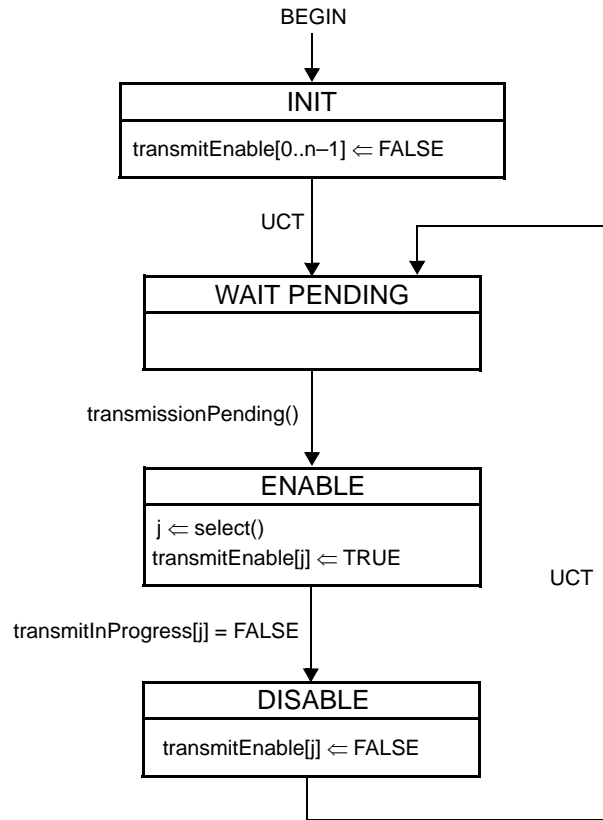 BEGIN
INIT
transmitEnable[0..n–1] ⇐ FALSE
UCT
WAIT PENDING
transmissionPending()
ENABLE
j ⇐ select()
transmitEnable[j] ⇐ TRUE
UCT
transmitInProgress[j] = FALSE
DISABLE
transmitEnable[j] ⇐ FALSE